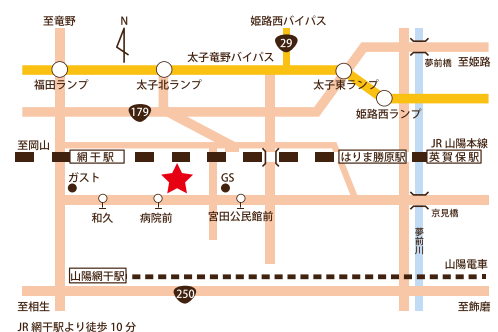 至竜野
N
姫路西バイパス
29
太子竜野バイパス
夢前橋
至姫路
福田ランプ
太子北ランプ
太子東ランプ
姫路西ランプ
179
至岡山
網干駅
はりま勝原駅
JR山陽本線
英賀保駅
ガスト
GS
和久
病院前
宮田公民館前
京見橋
夢前川
山陽電車
山陽網干駅
250
至相生
至飾磨
JR網干駅より徒歩10分